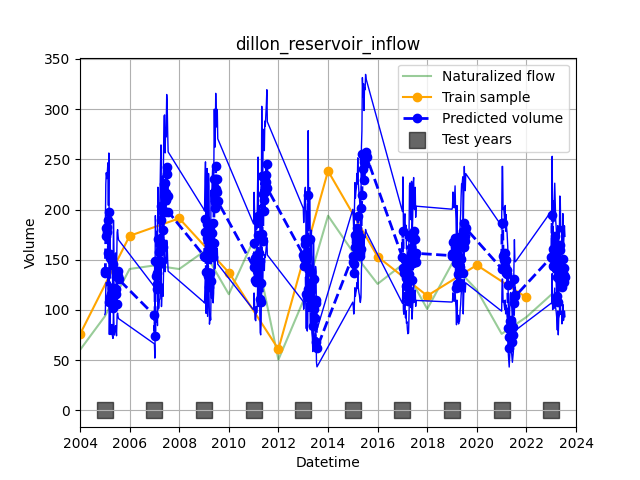 dillon_reservoir_inflow
350
300
250
200
150
100
50
0
Volume
Naturalized flow
Train sample
Predicted volume
Test years
2004 2006 2008 2010 2012 2014 2016 2018 2020 2022 2024
Datetime